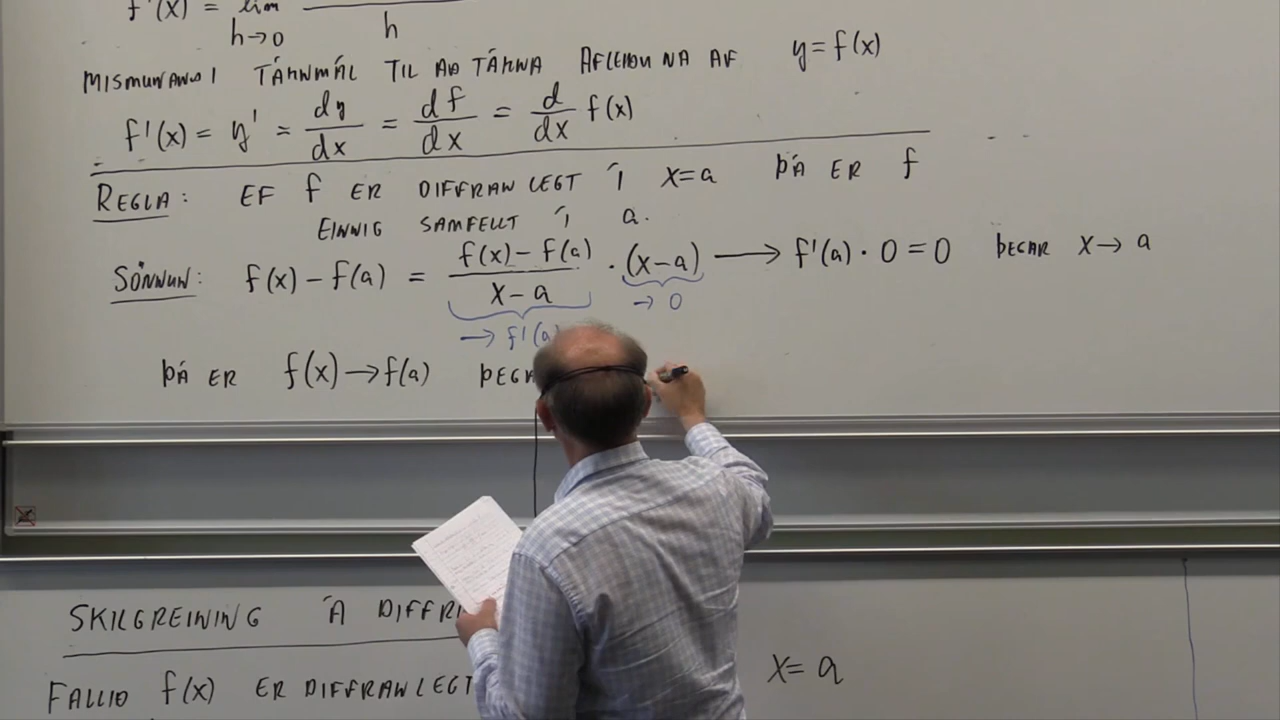 f'(x) = lim
h→0 h
MISMUNANDI TÁKNMÁL TIL AÐ TÁKNA AFLEIÐUNA AF y = f(x)
f'(x) = y' = dy/dx = df/dx = d/dx f(x)
REGLA: EF f ER DIFFRANLEGT Í x=a ÞÁ ER f
EINNIG SAMFELLT Í a.
SÖNNUN: f(x) – f(a) = f(x) – f(a) / x – a · (x–a) → f'(a) · 0 = 0 ÞEGAR x → a
→ f'(a) → 0
ÞÁ ER f(x) → f(a)
SKILGREINING Á
FALLIÐ f(x) ER DIFFRANLEGT x = a